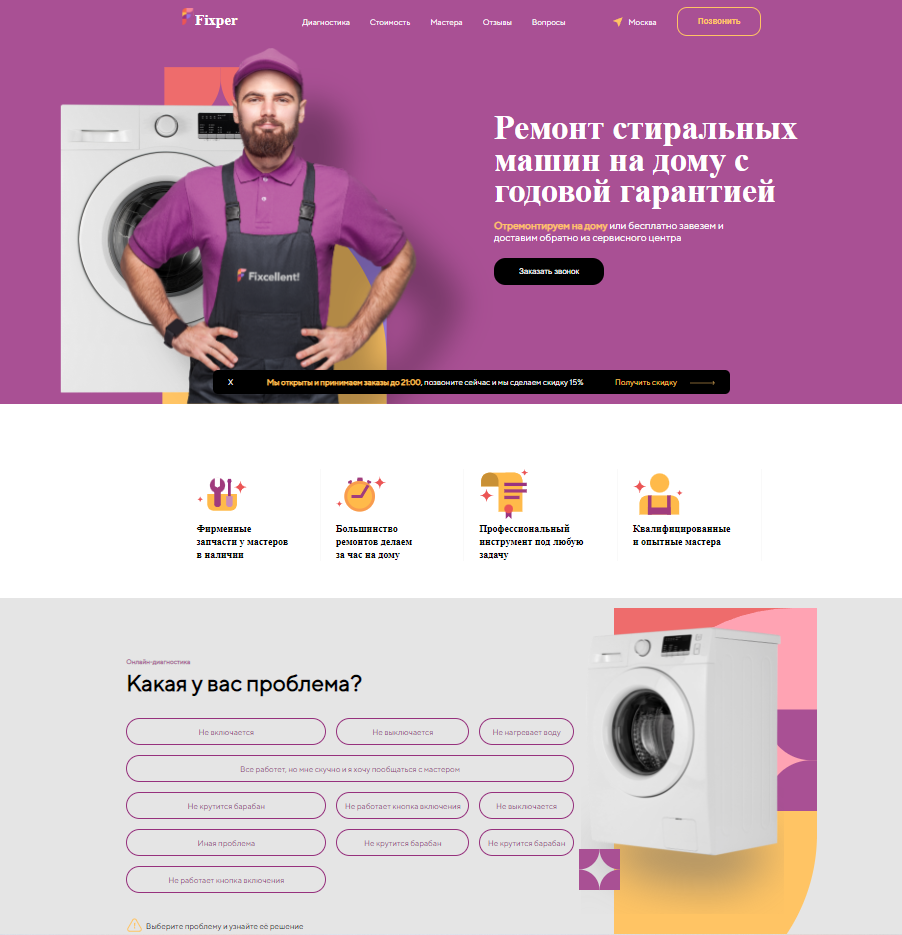 Fixper
Диагностика
Стоимость
Мастера
Отзывы
Вопросы
Москва
Позвонить
Ремонт стиральных
машин на дому с
годовой гарантией
Отремонтируем на дому или бесплатно завезем и
доставим обратно из сервисного центра
Заказать звонок
Fixcellent!
X
Мы открыты и принимаем заказы до 21:00, позвоните сейчас и мы сделаем скидку 15%
Получить скидку
Фирменные
запчасти у мастеров
в наличии
Большинство
ремонтов делаем
за час на дому
Профессиональный
инструмент под любую
задачу
Квалифицированные
и опытные мастера
Онлайн-диагностика
Какая у вас проблема?
Не включается
Не выключается
Не нагревает воду
Все работет, но мне скучно и я хочу пообщаться с мастером
Не крутится барабан
Не работает кнопка включения
Не выключается
Иная проблема
Не крутится барабан
Не крутится барабан
Не работает кнопка включения
Выберите проблему и узнайте её решение